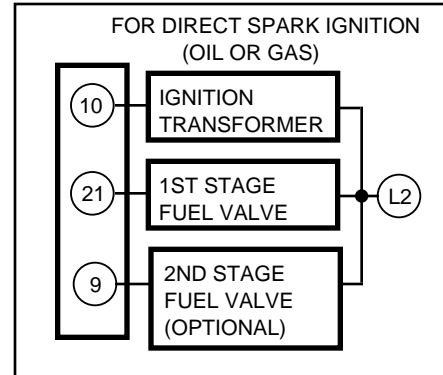 FOR DIRECT SPARK IGNITION
(OIL OR GAS)
10
IGNITION
TRANSFORMER
21
1ST STAGE
FUEL VALVE
L2
9
2ND STAGE
FUEL VALVE
(OPTIONAL)